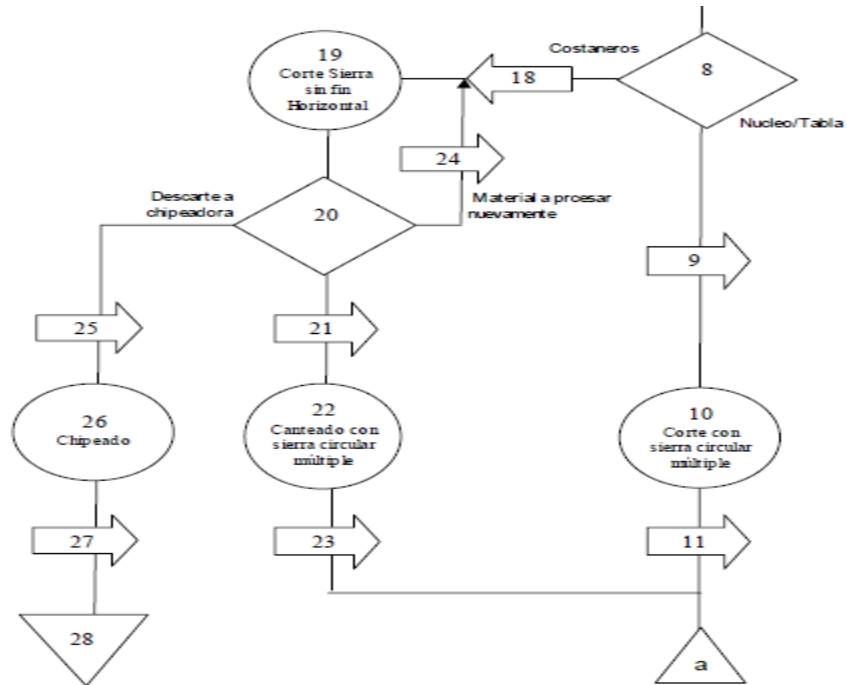 19
Corte Sierra
sin fin
Horizontal
Costaneros
18
8
Nucleo/Tabla
24
Descarte a
chipeadora
20
Material a procesar
nuevamente
9
25
21
26
Chipeado
22
Canteado con
sierra circular
múltiple
10
Corte con
sierra circular
múltiple
27
23
11
28
a